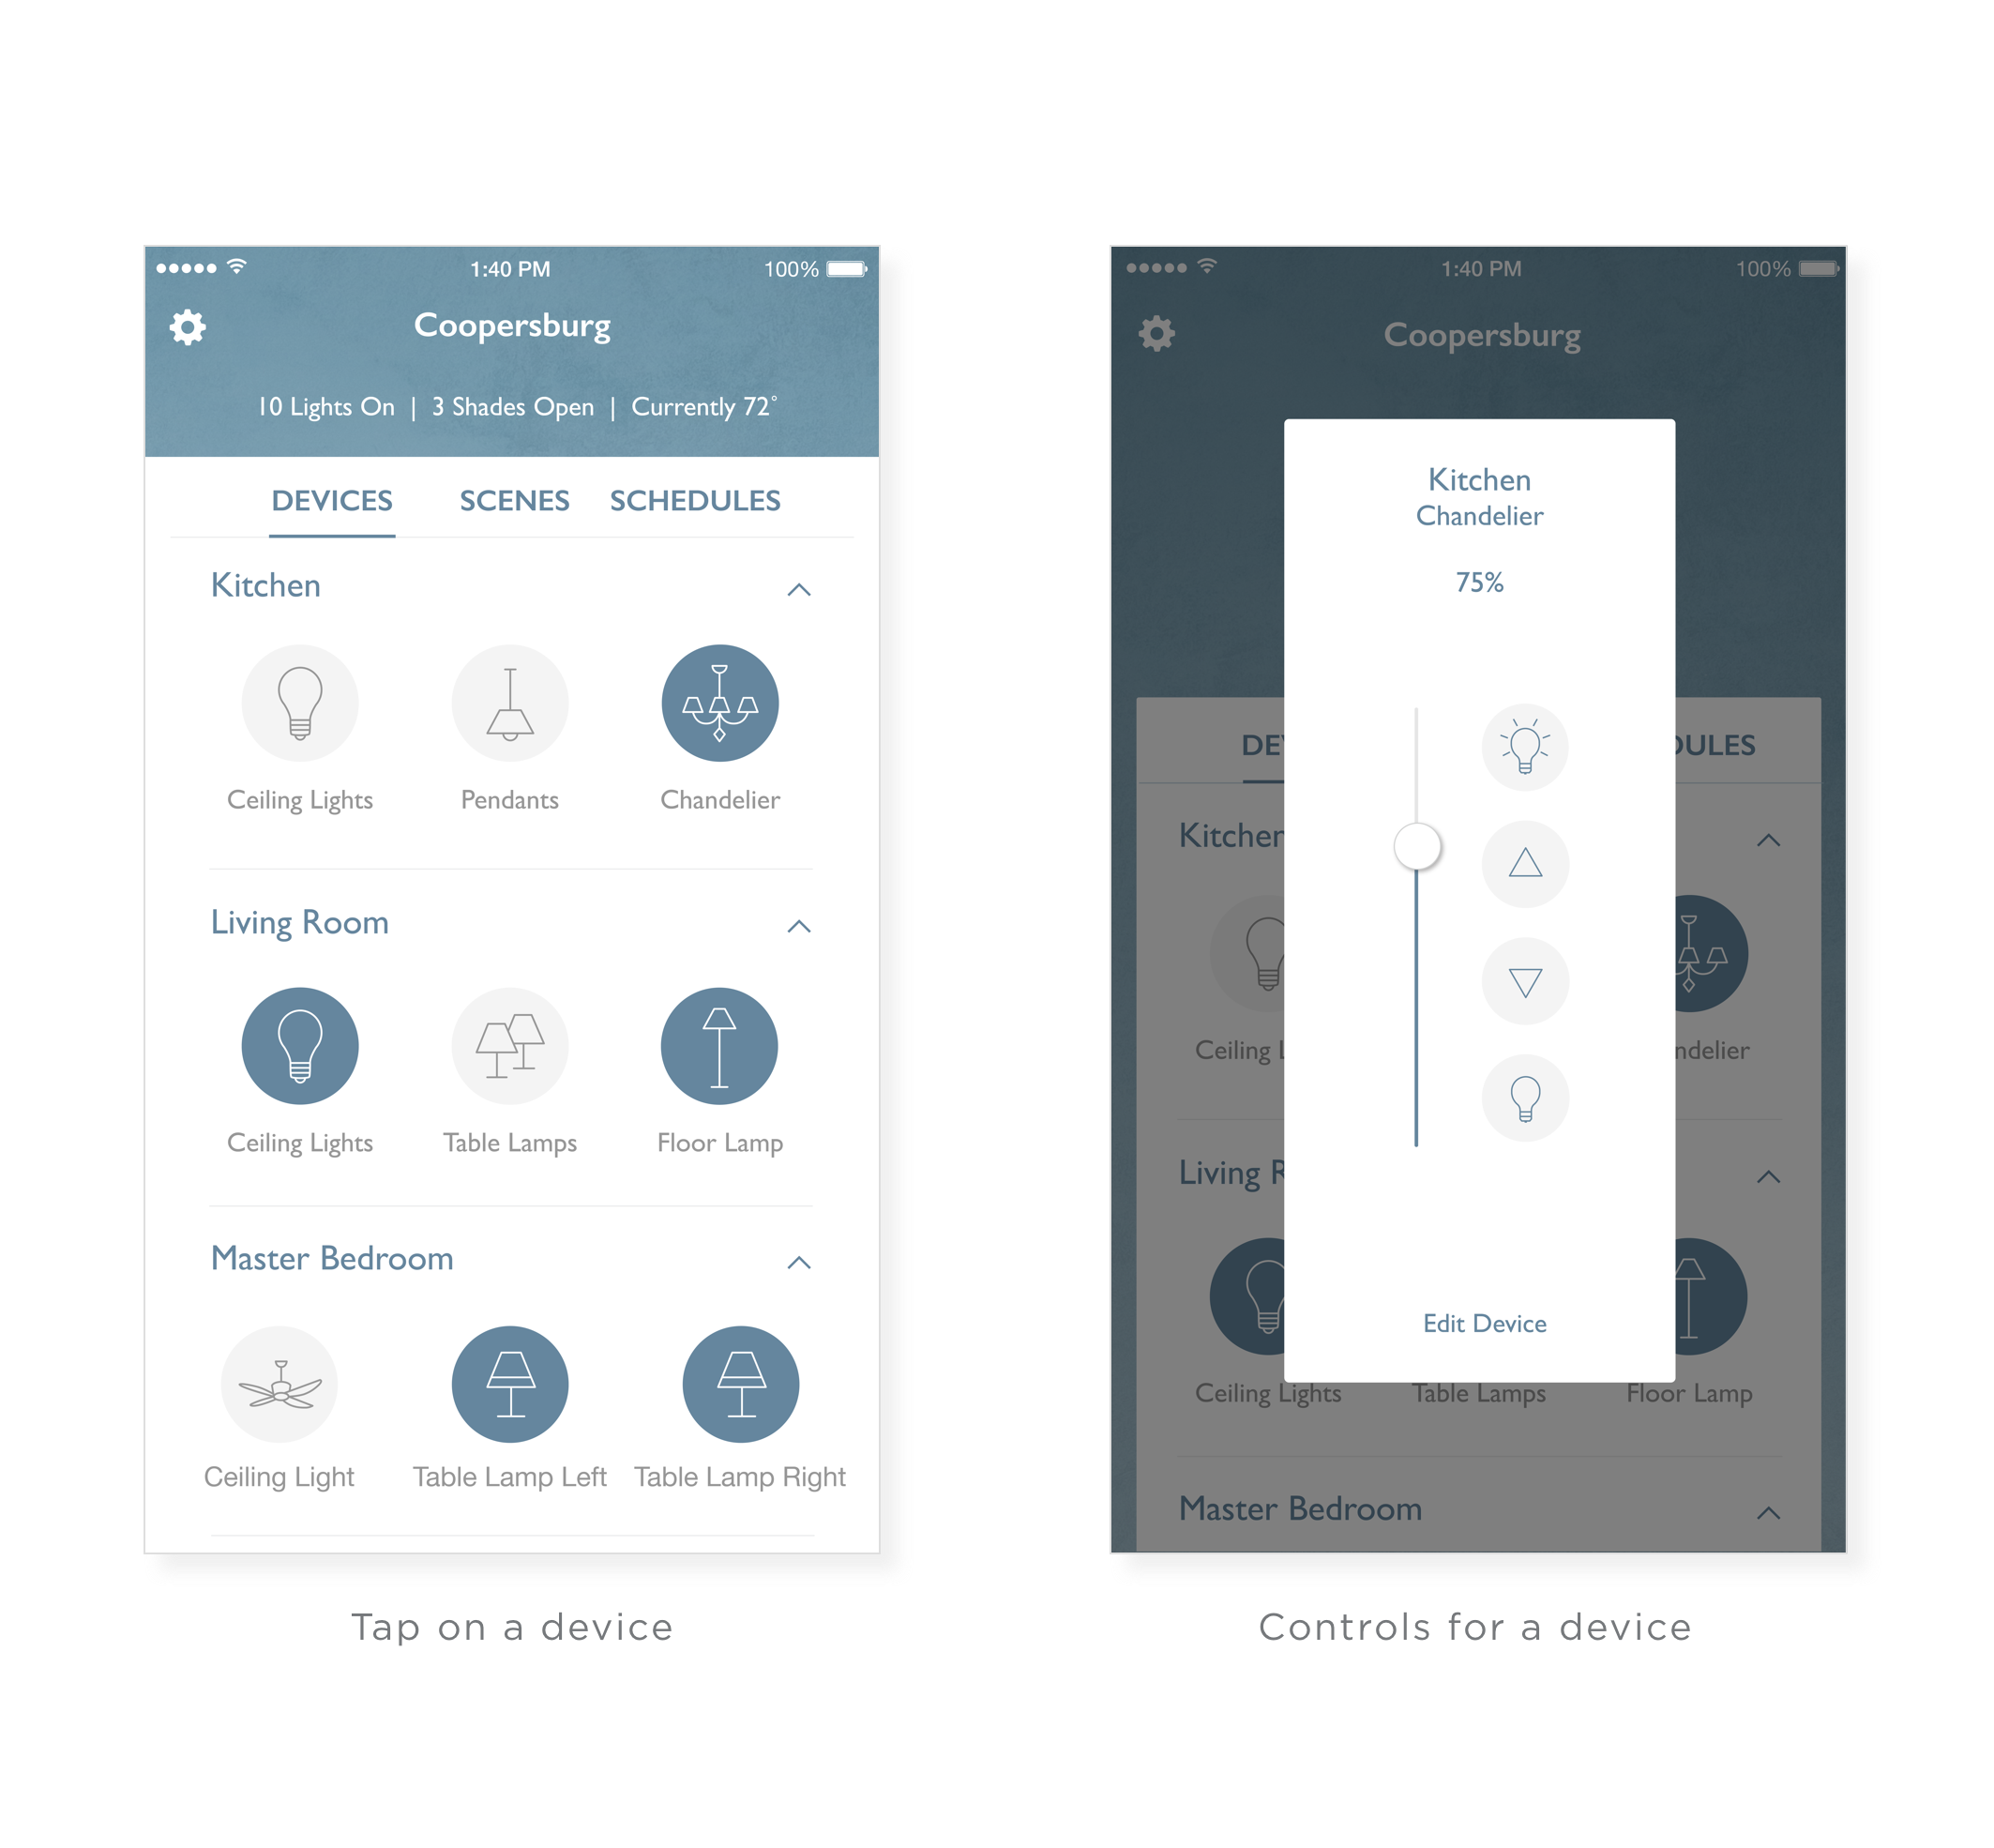 1:40 PM 100%
Coopersburg
10 Lights On | 3 Shades Open | Currently 72°
DEVICES SCENES SCHEDULES
Kitchen
Ceiling Lights Pendants Chandelier
Living Room
Ceiling Lights Table Lamps Floor Lamp
Master Bedroom
Ceiling Light Table Lamp Left Table Lamp Right
Tap on a device
1:40 PM 100%
Coopersburg
Kitchen
Chandelier
75%
DE DULES
Kitchen
Ceiling L ndelier
Living R
Ceiling Lights Table Lamps Floor Lamp
Master Bedroom
Edit Device
Controls for a device